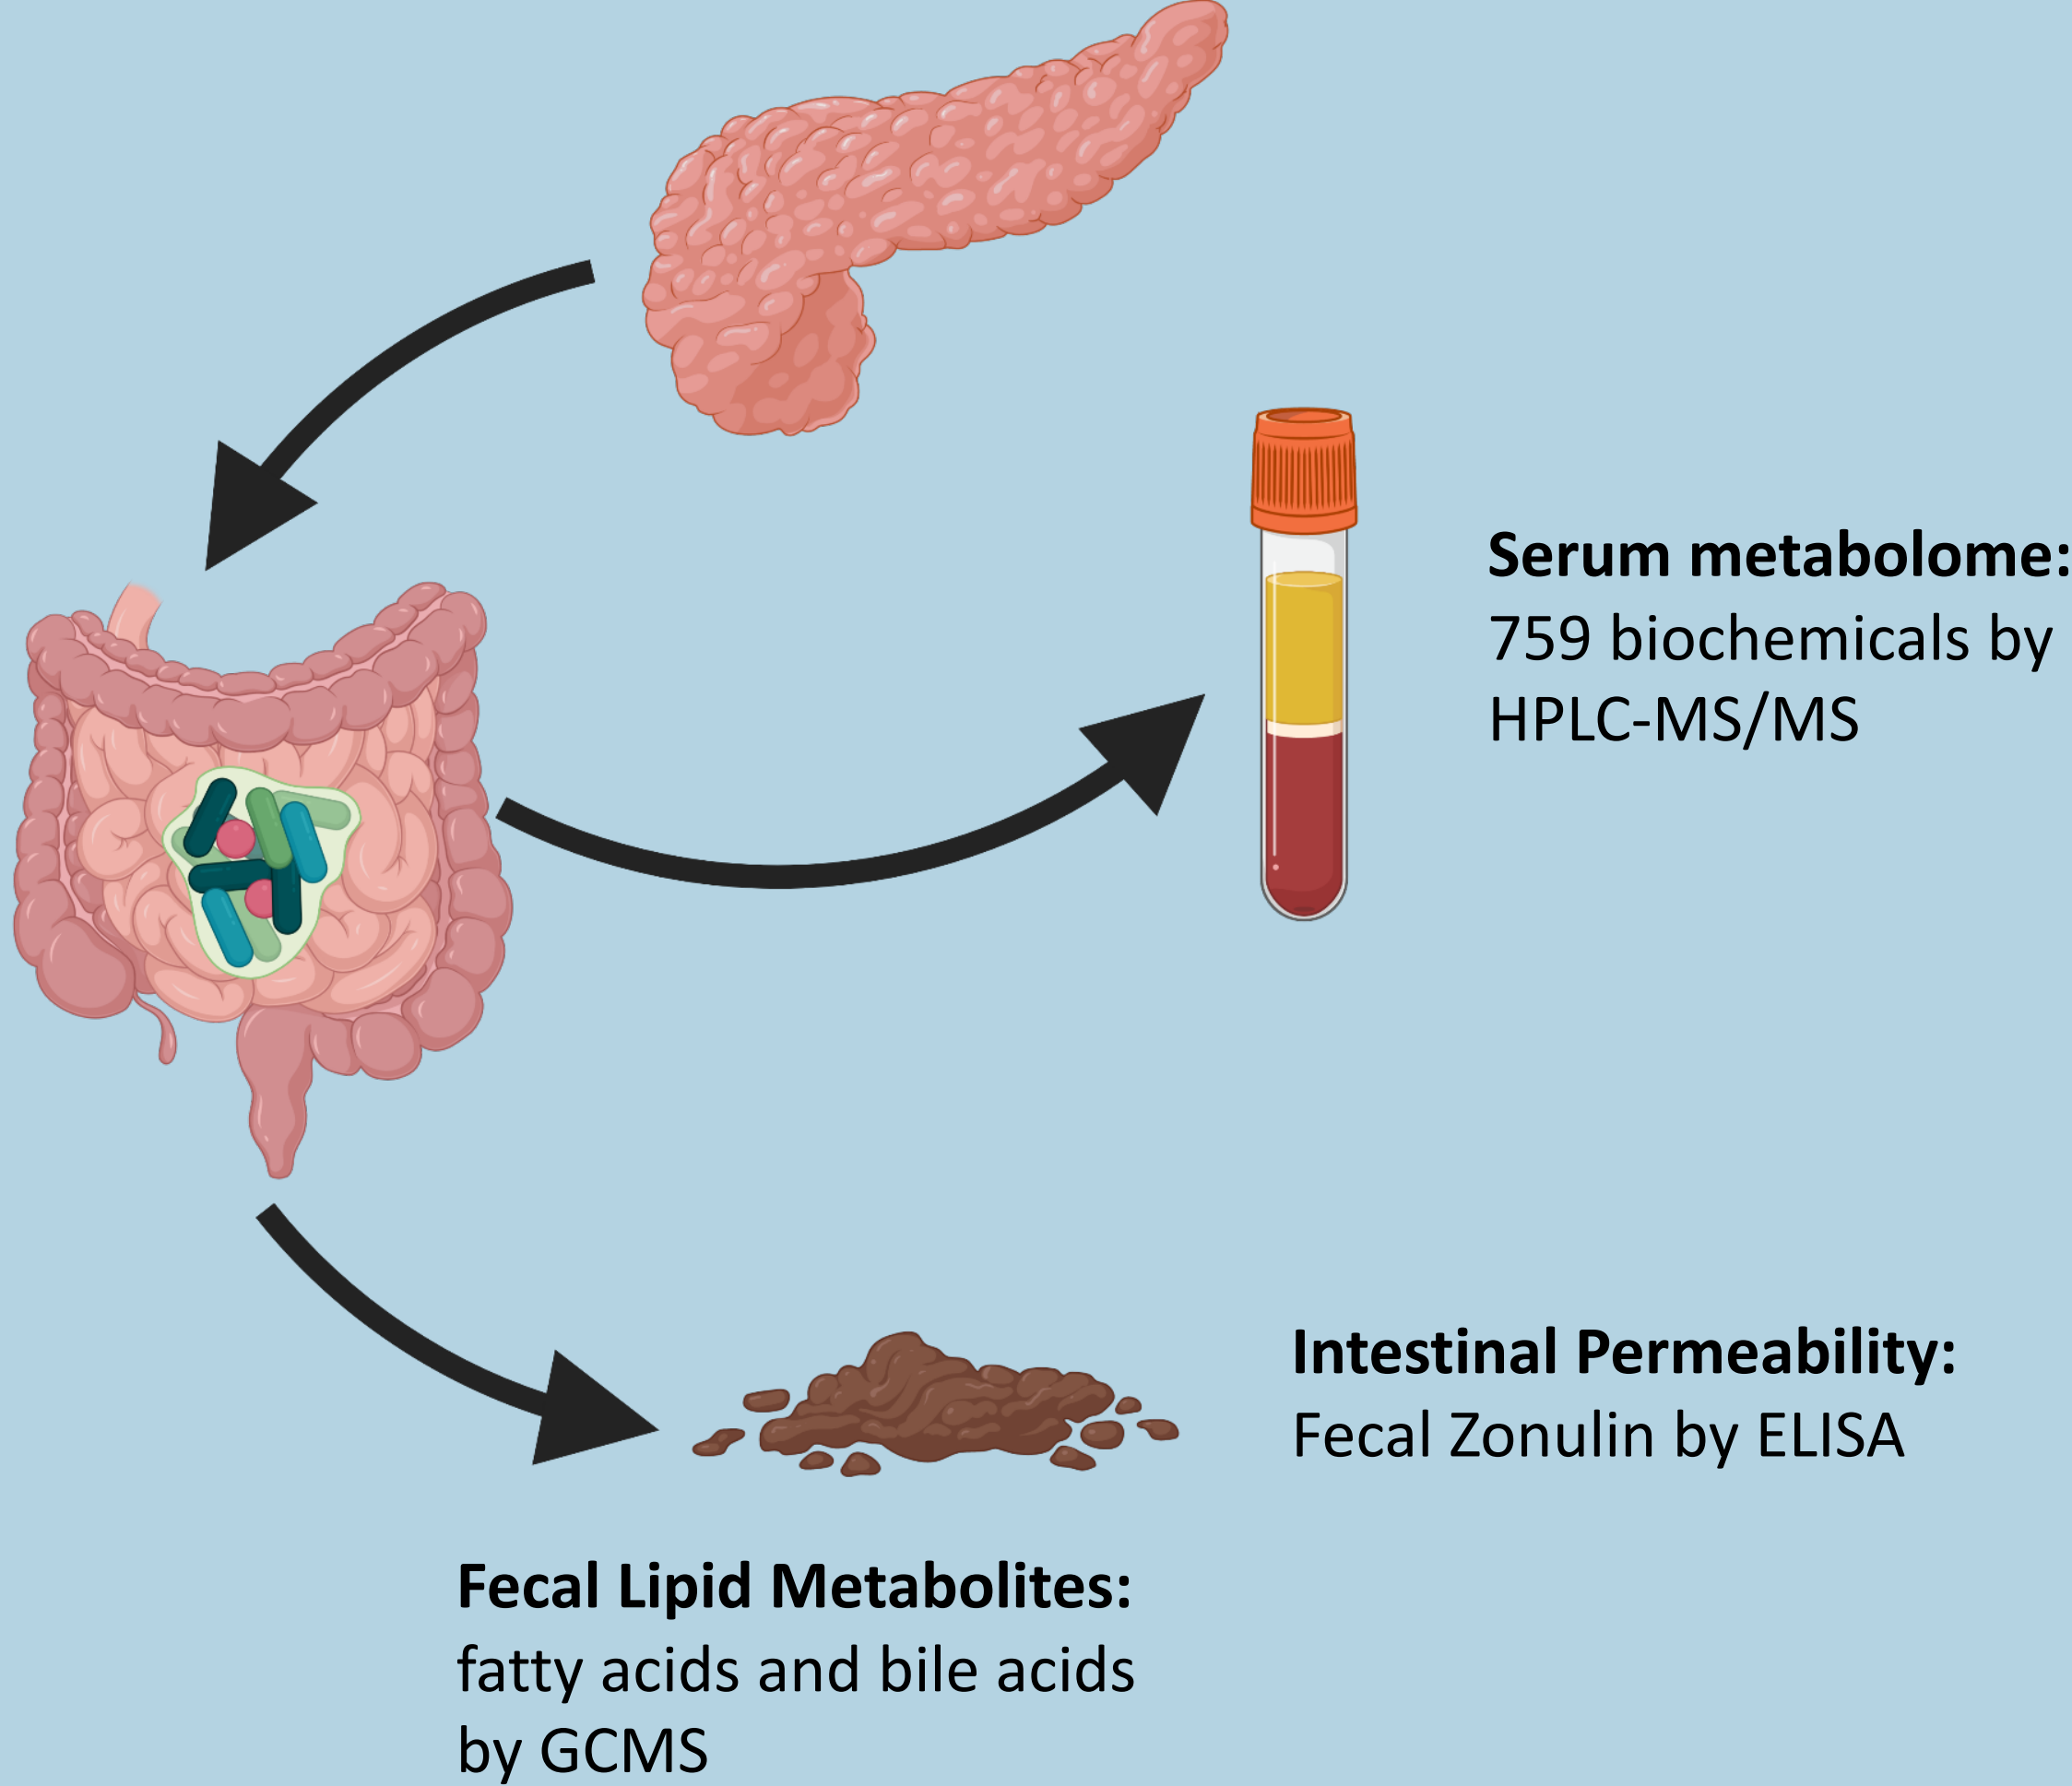 Serum metabolome:
759 biochemicals by
HPLC-MS/MS
Intestinal Permeability:
Fecal Zonulin by ELISA
Fecal Lipid Metabolites:
fatty acids and bile acids
by GCMS